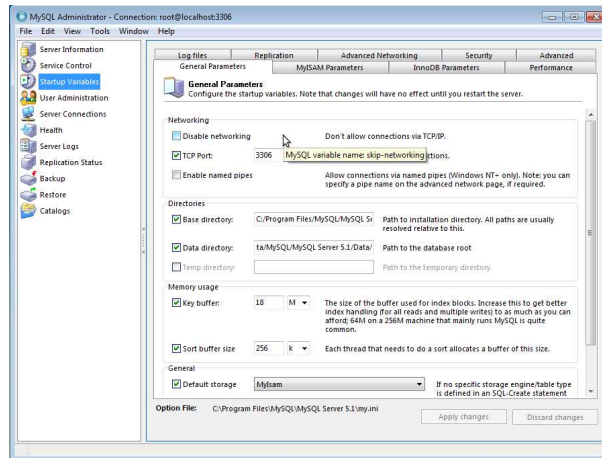 MySQL Administrator - Connection: root@localhost:3306
File Edit View Tools Window Help
Server Information
Service Control
Startup Variables
User Administration
Server Connections
Health
Server Logs
Replication Status
Backup
Restore
Catalogs
Log files Replication Advanced Networking Security Advanced
General Parameters MyISAM Parameters InnoDB Parameters Performance
General Parameters
Configure the startup variables. Note that changes will have no effect until you restart the server.
Networking
Disable networking Don't allow connections via TCP/IP.
TCP Port: 3306 MySQL variable name: skip-networking ctions.
Enable named pipes Allow connections via named pipes (Windows NT+ only). Note: you can
specify a pipe name on the advanced network page, if required.
Directories
Base directory: C:/Program Files/MySQL/MySQL Se Path to installation directory. All paths are usually
resolved relative to this.
Data directory: ta/MySQL/MySQL Server 5.1/Data/ Path to the database root
Temp directory: Path to the temporary directory.
Memory usage
Key buffer: 18 M The size of the buffer used for index blocks. Increase this to get better
index handling (for all reads and multiple writes) to as much as you can
afford; 64M on a 256M machine that mainly runs MySQL is quite
common.
Sort buffer size 256 k Each thread that needs to do a sort allocates a buffer of this size.
General
Default storage MyIsam If no specific storage engine/table type
is defined in an SQL-Create statement
Option File: C:\Program Files\MySQL\MySQL Server 5.1\my.ini
Apply changes Discard changes